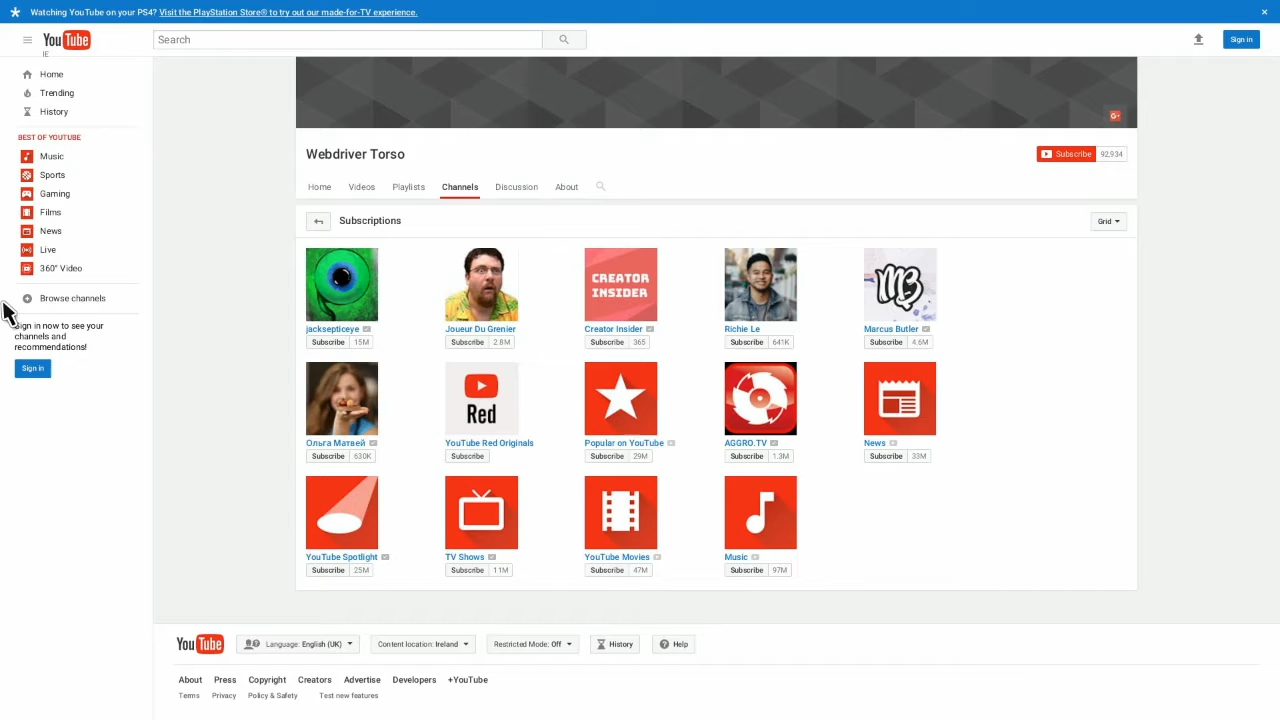 Watching YouTube on your PS4? Visit the PlayStation Store® to try out our made-for-TV experience.
YouTube IE
Search
Sign in
Home
Trending
History
BEST OF YOUTUBE
Music
Sports
Gaming
Films
News
Live
360° Video
Browse channels
Sign in now to see your
channels and
recommendations!
Sign in
Webdriver Torso
Subscribe 92,934
Home Videos Playlists Channels Discussion About
Subscriptions
Grid
CREATOR
INSIDER
MB
jacksepticeye Joueur Du Grenier Creator Insider Richie Le Marcus Butler
Subscribe 15M Subscribe 2.8M Subscribe 365 Subscribe 641K Subscribe 4.6M
Red
Ольга Матвей YouTube Red Originals Popular on YouTube AGGRO.TV News
Subscribe 630K Subscribe Subscribe 29M Subscribe 1.3M Subscribe 33M
YouTube Spotlight TV Shows YouTube Movies Music
Subscribe 25M Subscribe 11M Subscribe 47M Subscribe 97M
YouTube Language: English (UK) Content location: Ireland Restricted Mode: Off History Help
About Press Copyright Creators Advertise Developers +YouTube
Terms Privacy Policy & Safety Test new features